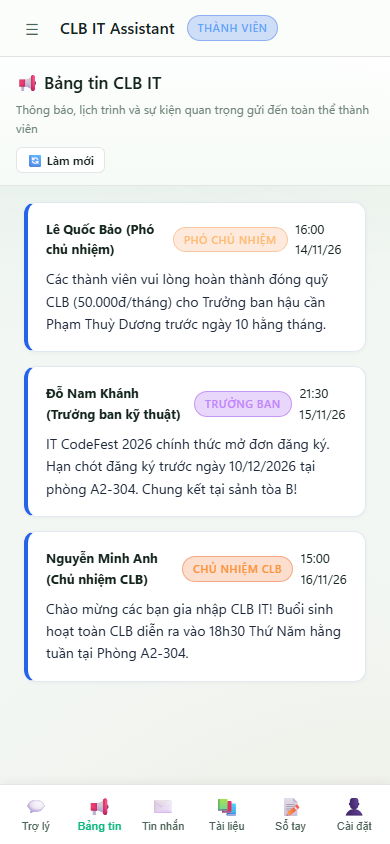 ☰ CLB IT Assistant THÀNH VIÊN
Bảng tin CLB IT
Thông báo, lịch trình và sự kiện quan trọng gửi đến toàn thể thành
viên
Làm mới
Lê Quốc Bảo (Phó
chủ nhiệm)
PHÓ CHỦ NHIỆM
16:00
14/11/26
Các thành viên vui lòng hoàn thành đóng quỹ
CLB (50.000đ/tháng) cho Trưởng ban hậu cần
Phạm Thuỳ Dương trước ngày 10 hằng tháng.
Đỗ Nam Khánh
(Trưởng ban kỹ thuật)
TRƯỞNG BAN
21:30
15/11/26
IT CodeFest 2026 chính thức mở đơn đăng ký.
Hạn chót đăng ký trước ngày 10/12/2026 tại
phòng A2-304. Chung kết tại sảnh tòa B!
Nguyễn Minh Anh
(Chủ nhiệm CLB)
CHỦ NHIỆM CLB
15:00
16/11/26
Chào mừng các bạn gia nhập CLB IT! Buổi sinh
hoạt toàn CLB diễn ra vào 18h30 Thứ Năm hằng
tuần tại Phòng A2-304.
Trợ lý Bảng tin Tin nhắn Tài liệu Sổ tay Cài đặt